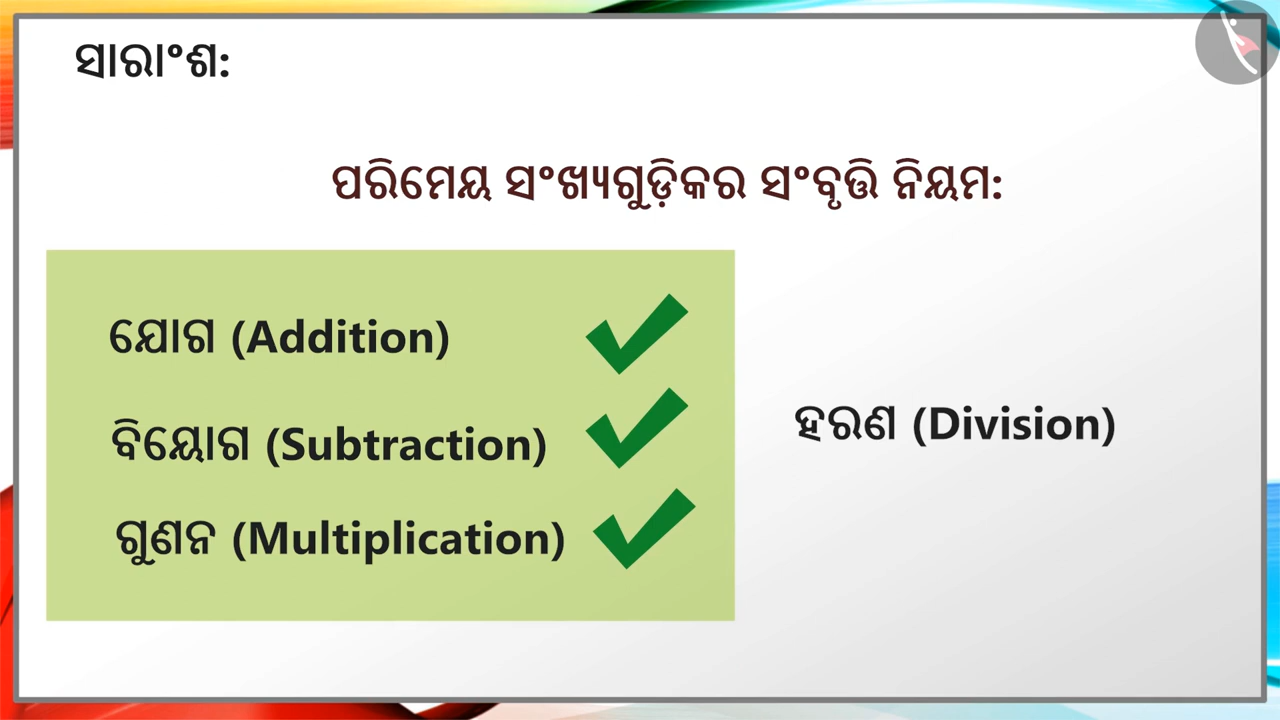 ସାରାଂଶ:
ପରିମେୟ ସଂଖ୍ୟାଗୁଡ଼ିକର ସଂବୃତ୍ତି ନିୟମ:
ଯୋଗ (Addition)
ବିୟୋଗ (Subtraction)
ଗୁଣନ (Multiplication)
ହରଣ (Division)